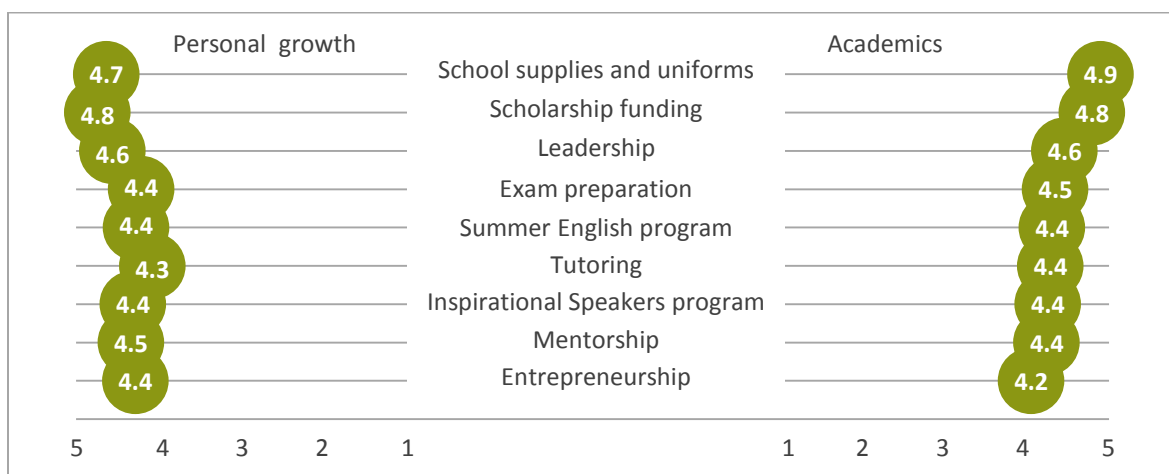 Personal growth Academics
4.7 School supplies and uniforms 4.9
4.8 Scholarship funding 4.8
4.6 Leadership 4.6
4.4 Exam preparation 4.5
4.4 Summer English program 4.4
4.3 Tutoring 4.4
4.4 Inspirational Speakers program 4.4
4.5 Mentorship 4.4
4.4 Entrepreneurship 4.2
5 4 3 2 1 1 2 3 4 5